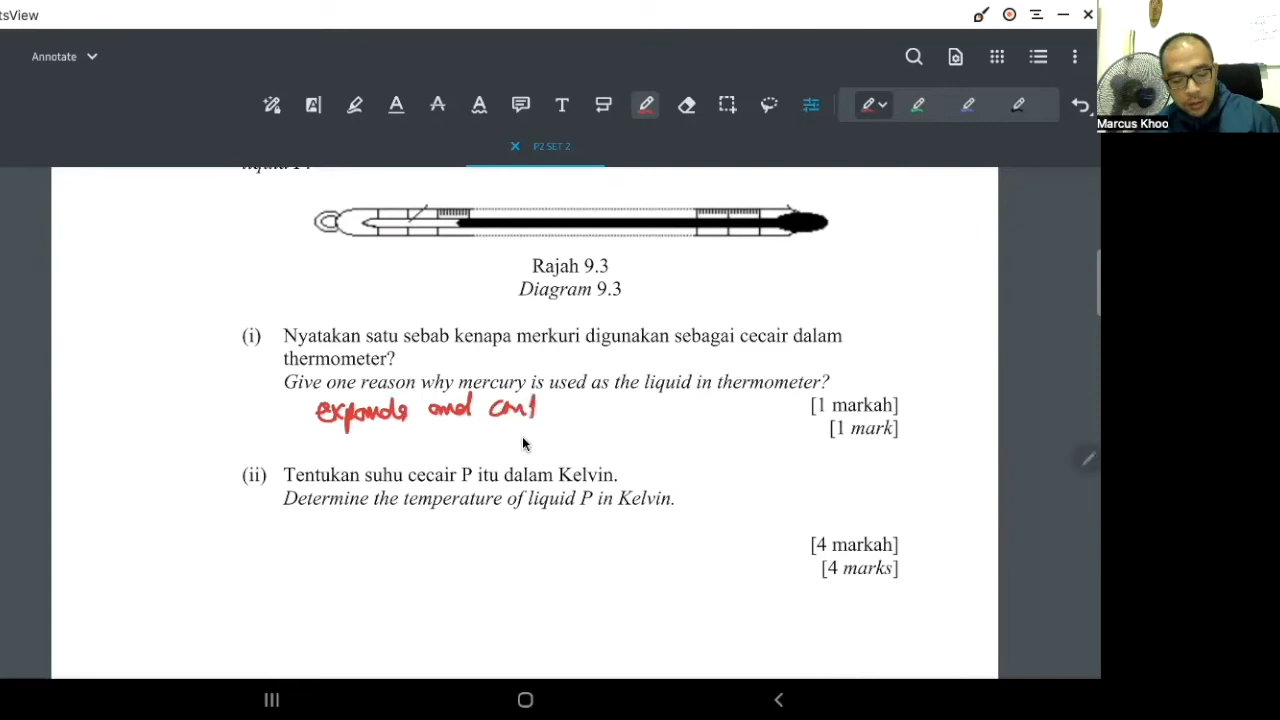 tsView
Annotate
P2 SET 2
Marcus Khoo
liquid P.
Rajah 9.3
Diagram 9.3
(i) Nyatakan satu sebab kenapa merkuri digunakan sebagai cecair dalam
thermometer?
Give one reason why mercury is used as the liquid in thermometer?
expands and cont
[1 markah]
[1 mark]
(ii) Tentukan suhu cecair P itu dalam Kelvin.
Determine the temperature of liquid P in Kelvin.
[4 markah]
[4 marks]